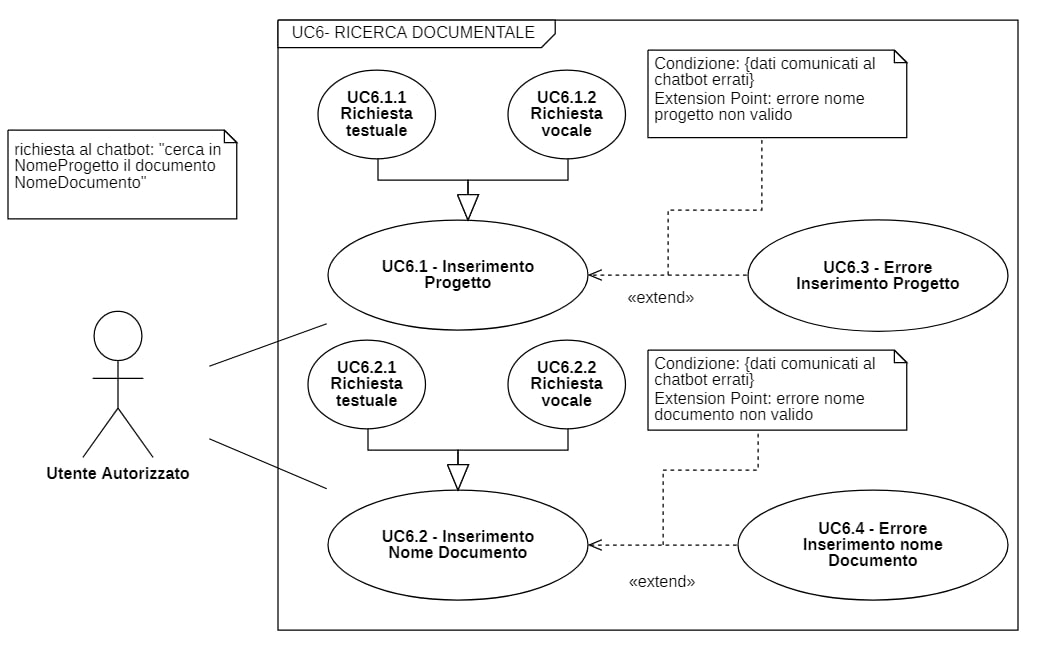 UC6- RICERCA DOCUMENTALE
Condizione: {dati comunicati al
chatbot errati}
Extension Point: errore nome
progetto non valido
UC6.1.1
Richiesta
testuale
UC6.1.2
Richiesta
vocale
richiesta al chatbot: "cerca in
NomeProgetto il documento
NomeDocumento"
UC6.1 - Inserimento
Progetto
UC6.3 - Errore
Inserimento Progetto
«extend»
UC6.2.1
Richiesta
testuale
UC6.2.2
Richiesta
vocale
Condizione: {dati comunicati al
chatbot errati}
Extension Point: errore nome
documento non valido
Utente Autorizzato
UC6.2 - Inserimento
Nome Documento
UC6.4 - Errore
Inserimento nome
Documento
«extend»